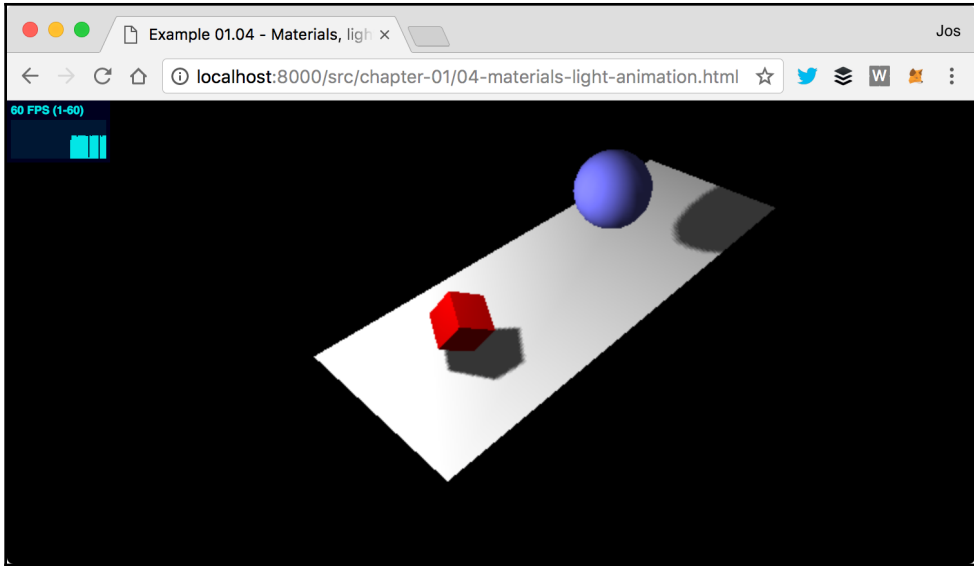 Example 01.04 - Materials, ligh
Jos
localhost:8000/src/chapter-01/04-materials-light-animation.html
W
60 FPS (1-60)